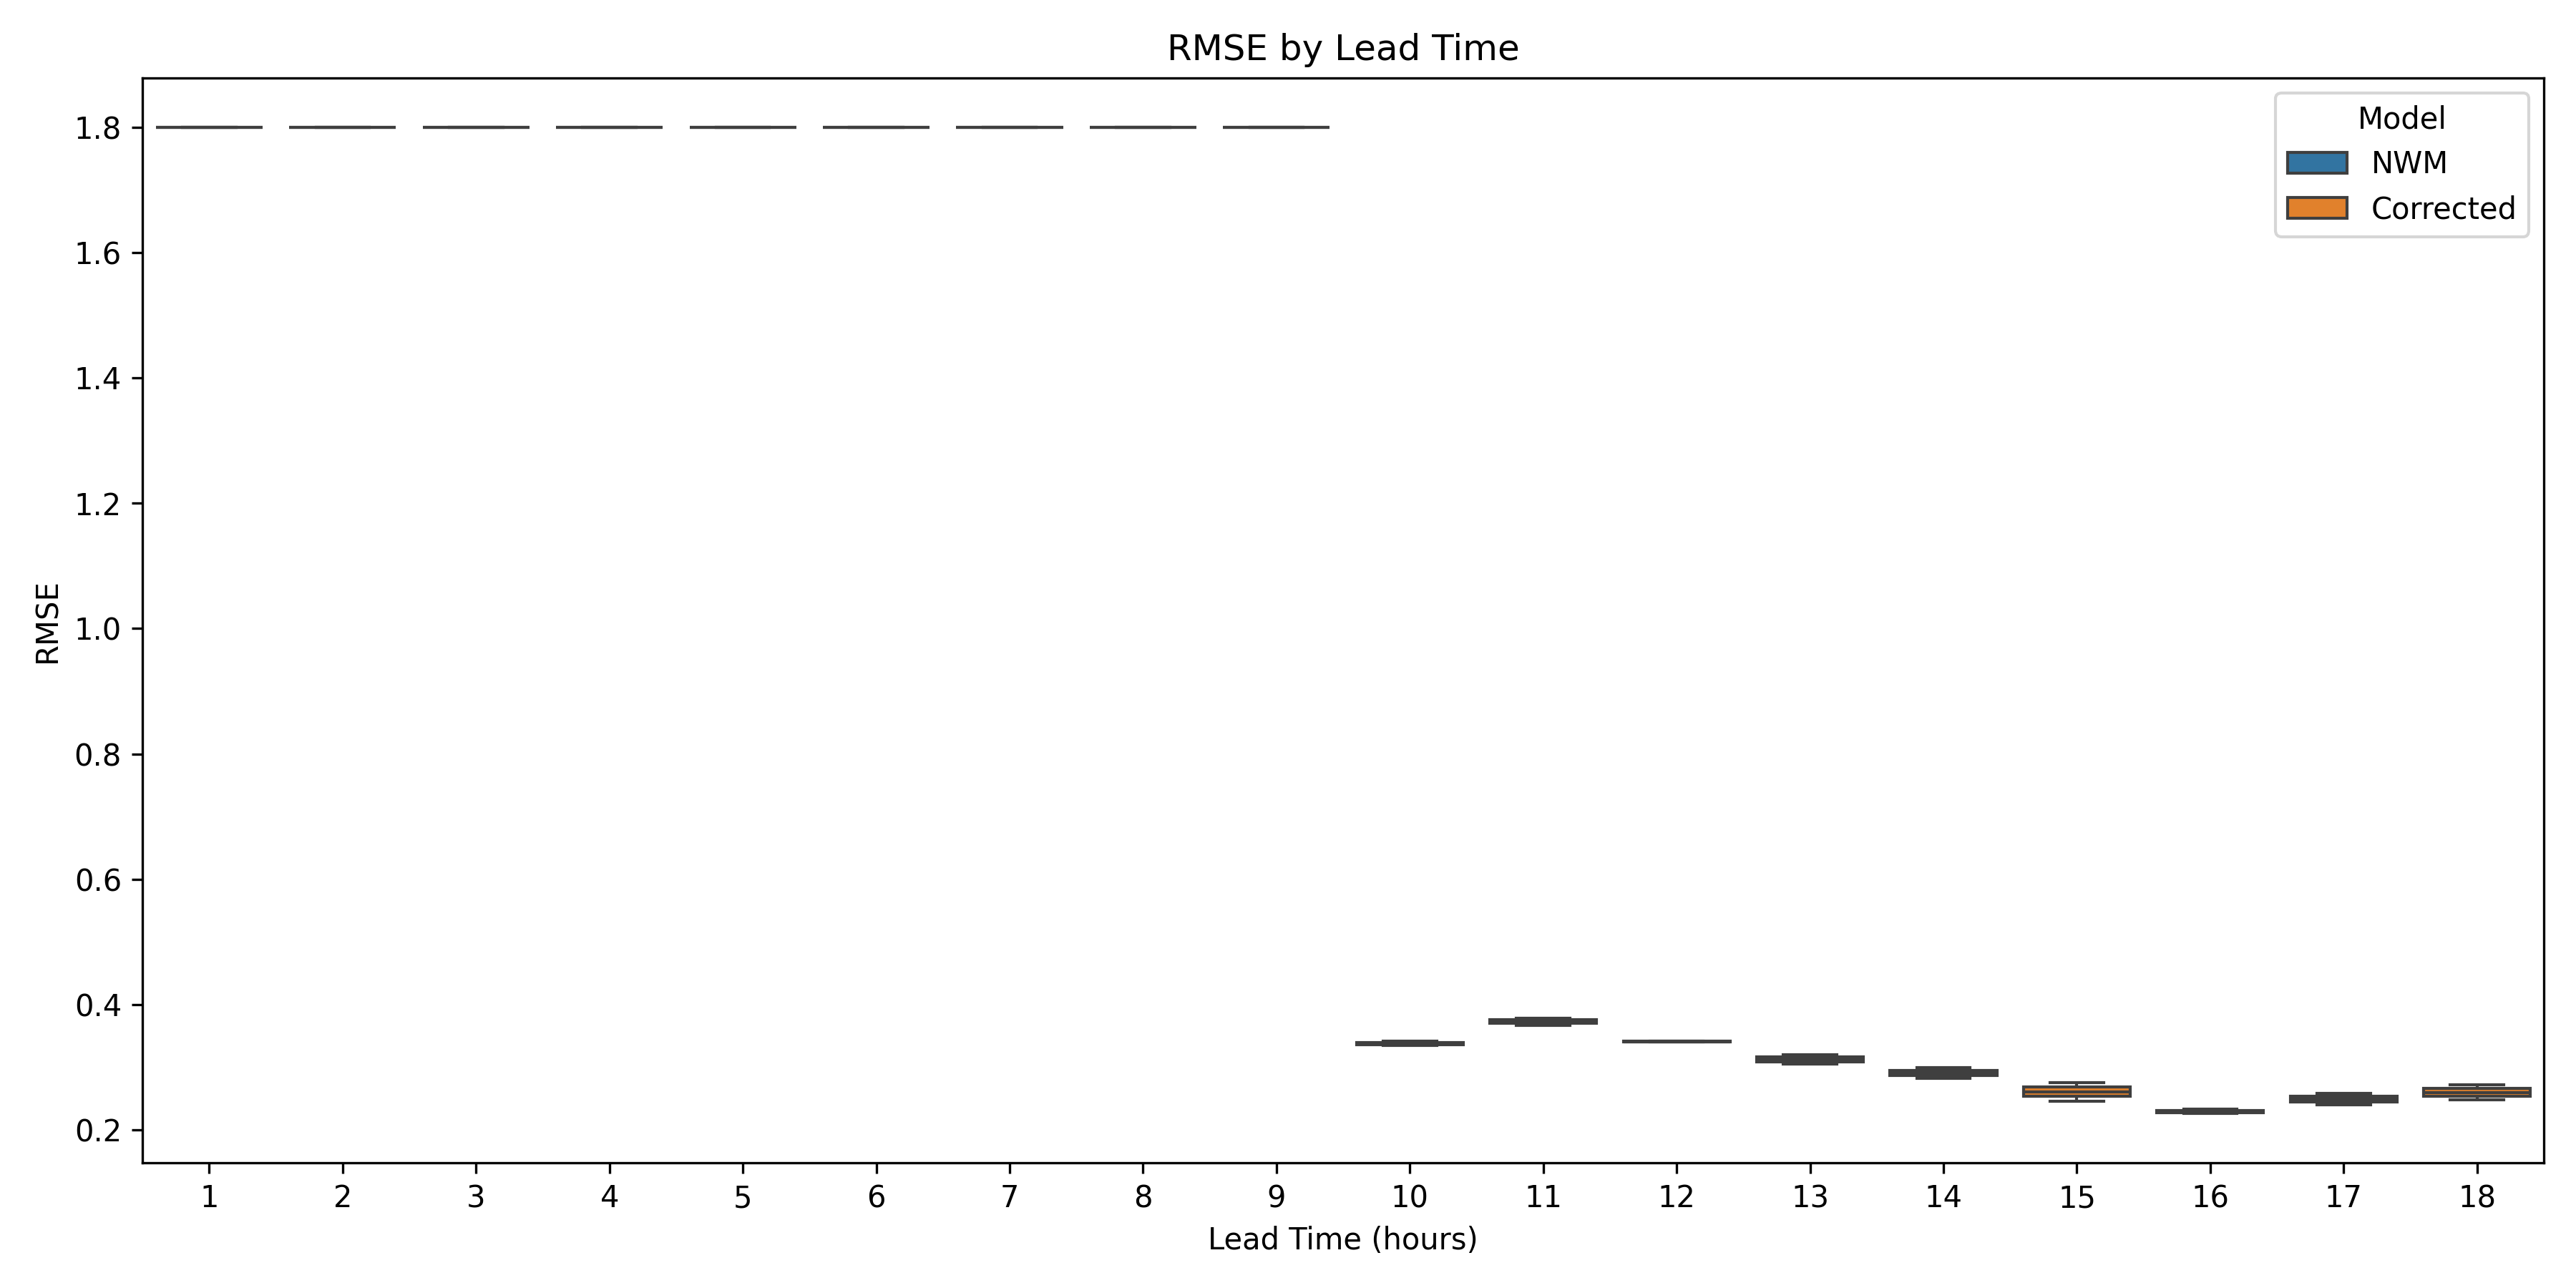 RMSE by Lead Time
Model
NWM
Corrected
RMSE
1.8
1.6
1.4
1.2
1.0
0.8
0.6
0.4
0.2
1 2 3 4 5 6 7 8 9 10 11 12 13 14 15 16 17 18
Lead Time (hours)